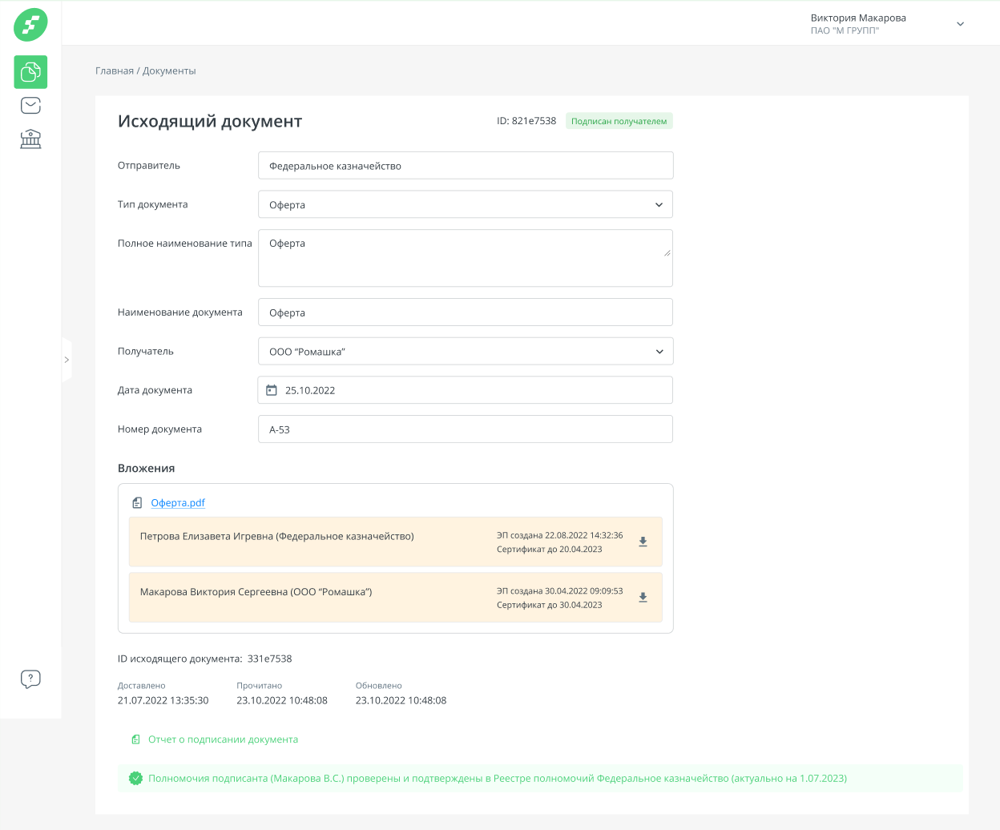 Виктория Макарова
ПАО "М ГРУПП"
Главная / Документы
Исходящий документ
ID: 821e7538 Подписан получателем
Отправитель Федеральное казначейство
Тип документа Оферта
Полное наименование типа Оферта
Наименование документа Оферта
Получатель ООО “Ромашка”
Дата документа 25.10.2022
Номер документа А-53
Вложения
Оферта.pdf
Петрова Елизавета Игревна (Федеральное казначейство)
ЭП создана 22.08.2022 14:32:36
Сертификат до 20.04.2023
Макарова Виктория Сергеевна (ООО “Ромашка”)
ЭП создана 30.04.2022 09:09:53
Сертификат до 30.04.2023
ID исходящего документа: 331e7538
Доставлено Прочитано Обновлено
21.07.2022 13:35:30 23.10.2022 10:48:08 23.10.2022 10:48:08
Отчет о подписании документа
Полномочия подписанта (Макарова В.С.) проверены и подтверждены в Реестре полномочий Федеральное казначейство (актуально на 1.07.2023)